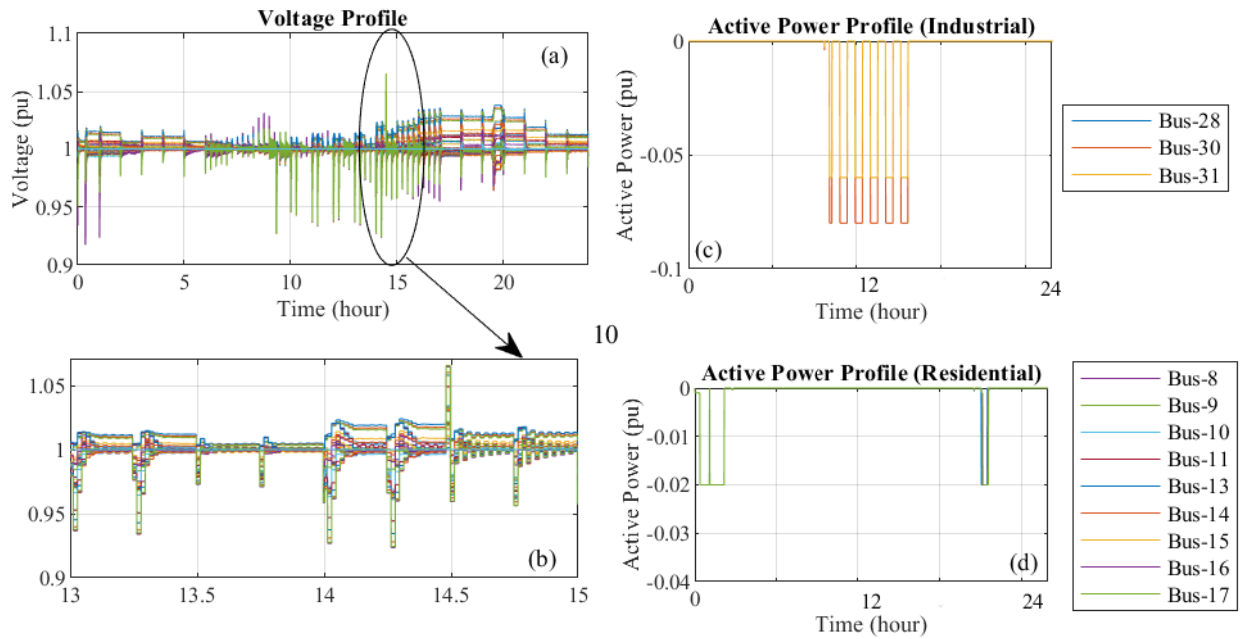 Voltage Profile
1.1
1.05
1
0.95
0.9
Voltage (pu)
(a)
0
5
10
15
20
Time (hour)
Active Power Profile (Industrial)
0
-0.05
-0.1
Active Power (pu)
(c)
0
12
24
Time (hour)
Bus-28
Bus-30
Bus-31
10
1.05
1
0.95
0.9
(b)
13
13.5
14
14.5
15
Active Power Profile (Residential)
0
-0.01
-0.02
-0.03
-0.04
Active Power (pu)
(d)
0
12
24
Time (hour)
Bus-8
Bus-9
Bus-10
Bus-11
Bus-13
Bus-14
Bus-15
Bus-16
Bus-17